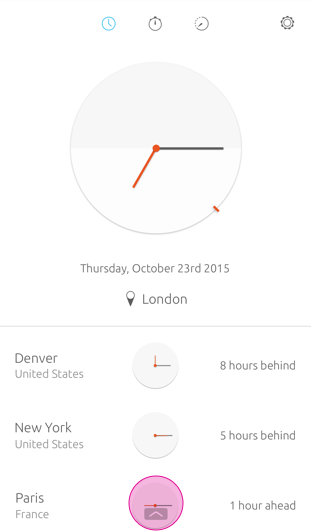 Thursday, October 23rd 2015
London
Denver
United States
8 hours behind
New York
United States
5 hours behind
Paris
France
1 hour ahead